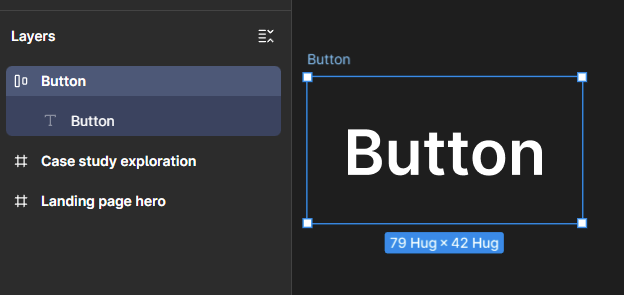 Layers
Button
Button
Case study exploration
Landing page hero
Button
Button
79 Hug × 42 Hug